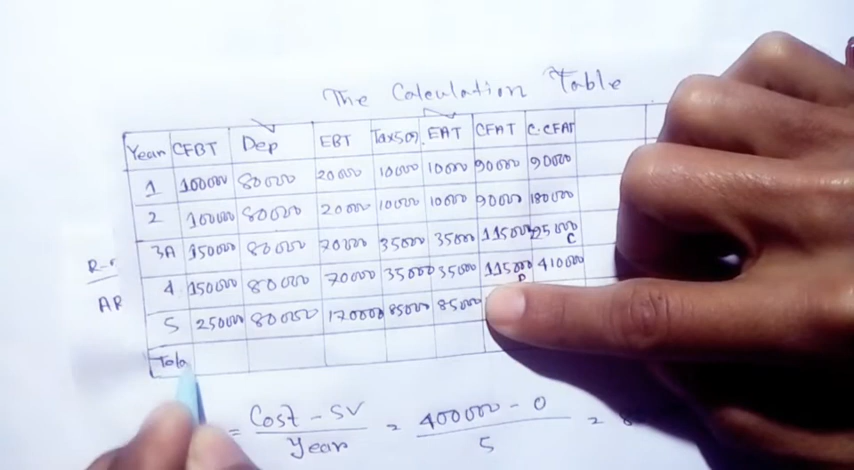 The Calculation Table
Year CFBT Dep EBT Tax50% EAT CFAT C.CFAT
1 100000 80000 20000 10000 10000 90000 90000
2 100000 80000 20000 10000 10000 90000 180000
3A 150000 80000 70000 35000 35000 115000 295000 C
4 150000 80000 70000 35000 35000 115000 D 410000
5 250000 80000 170000 85000 85000
AR
= Cost - SV / Year = 400000 - 0 / 5 =